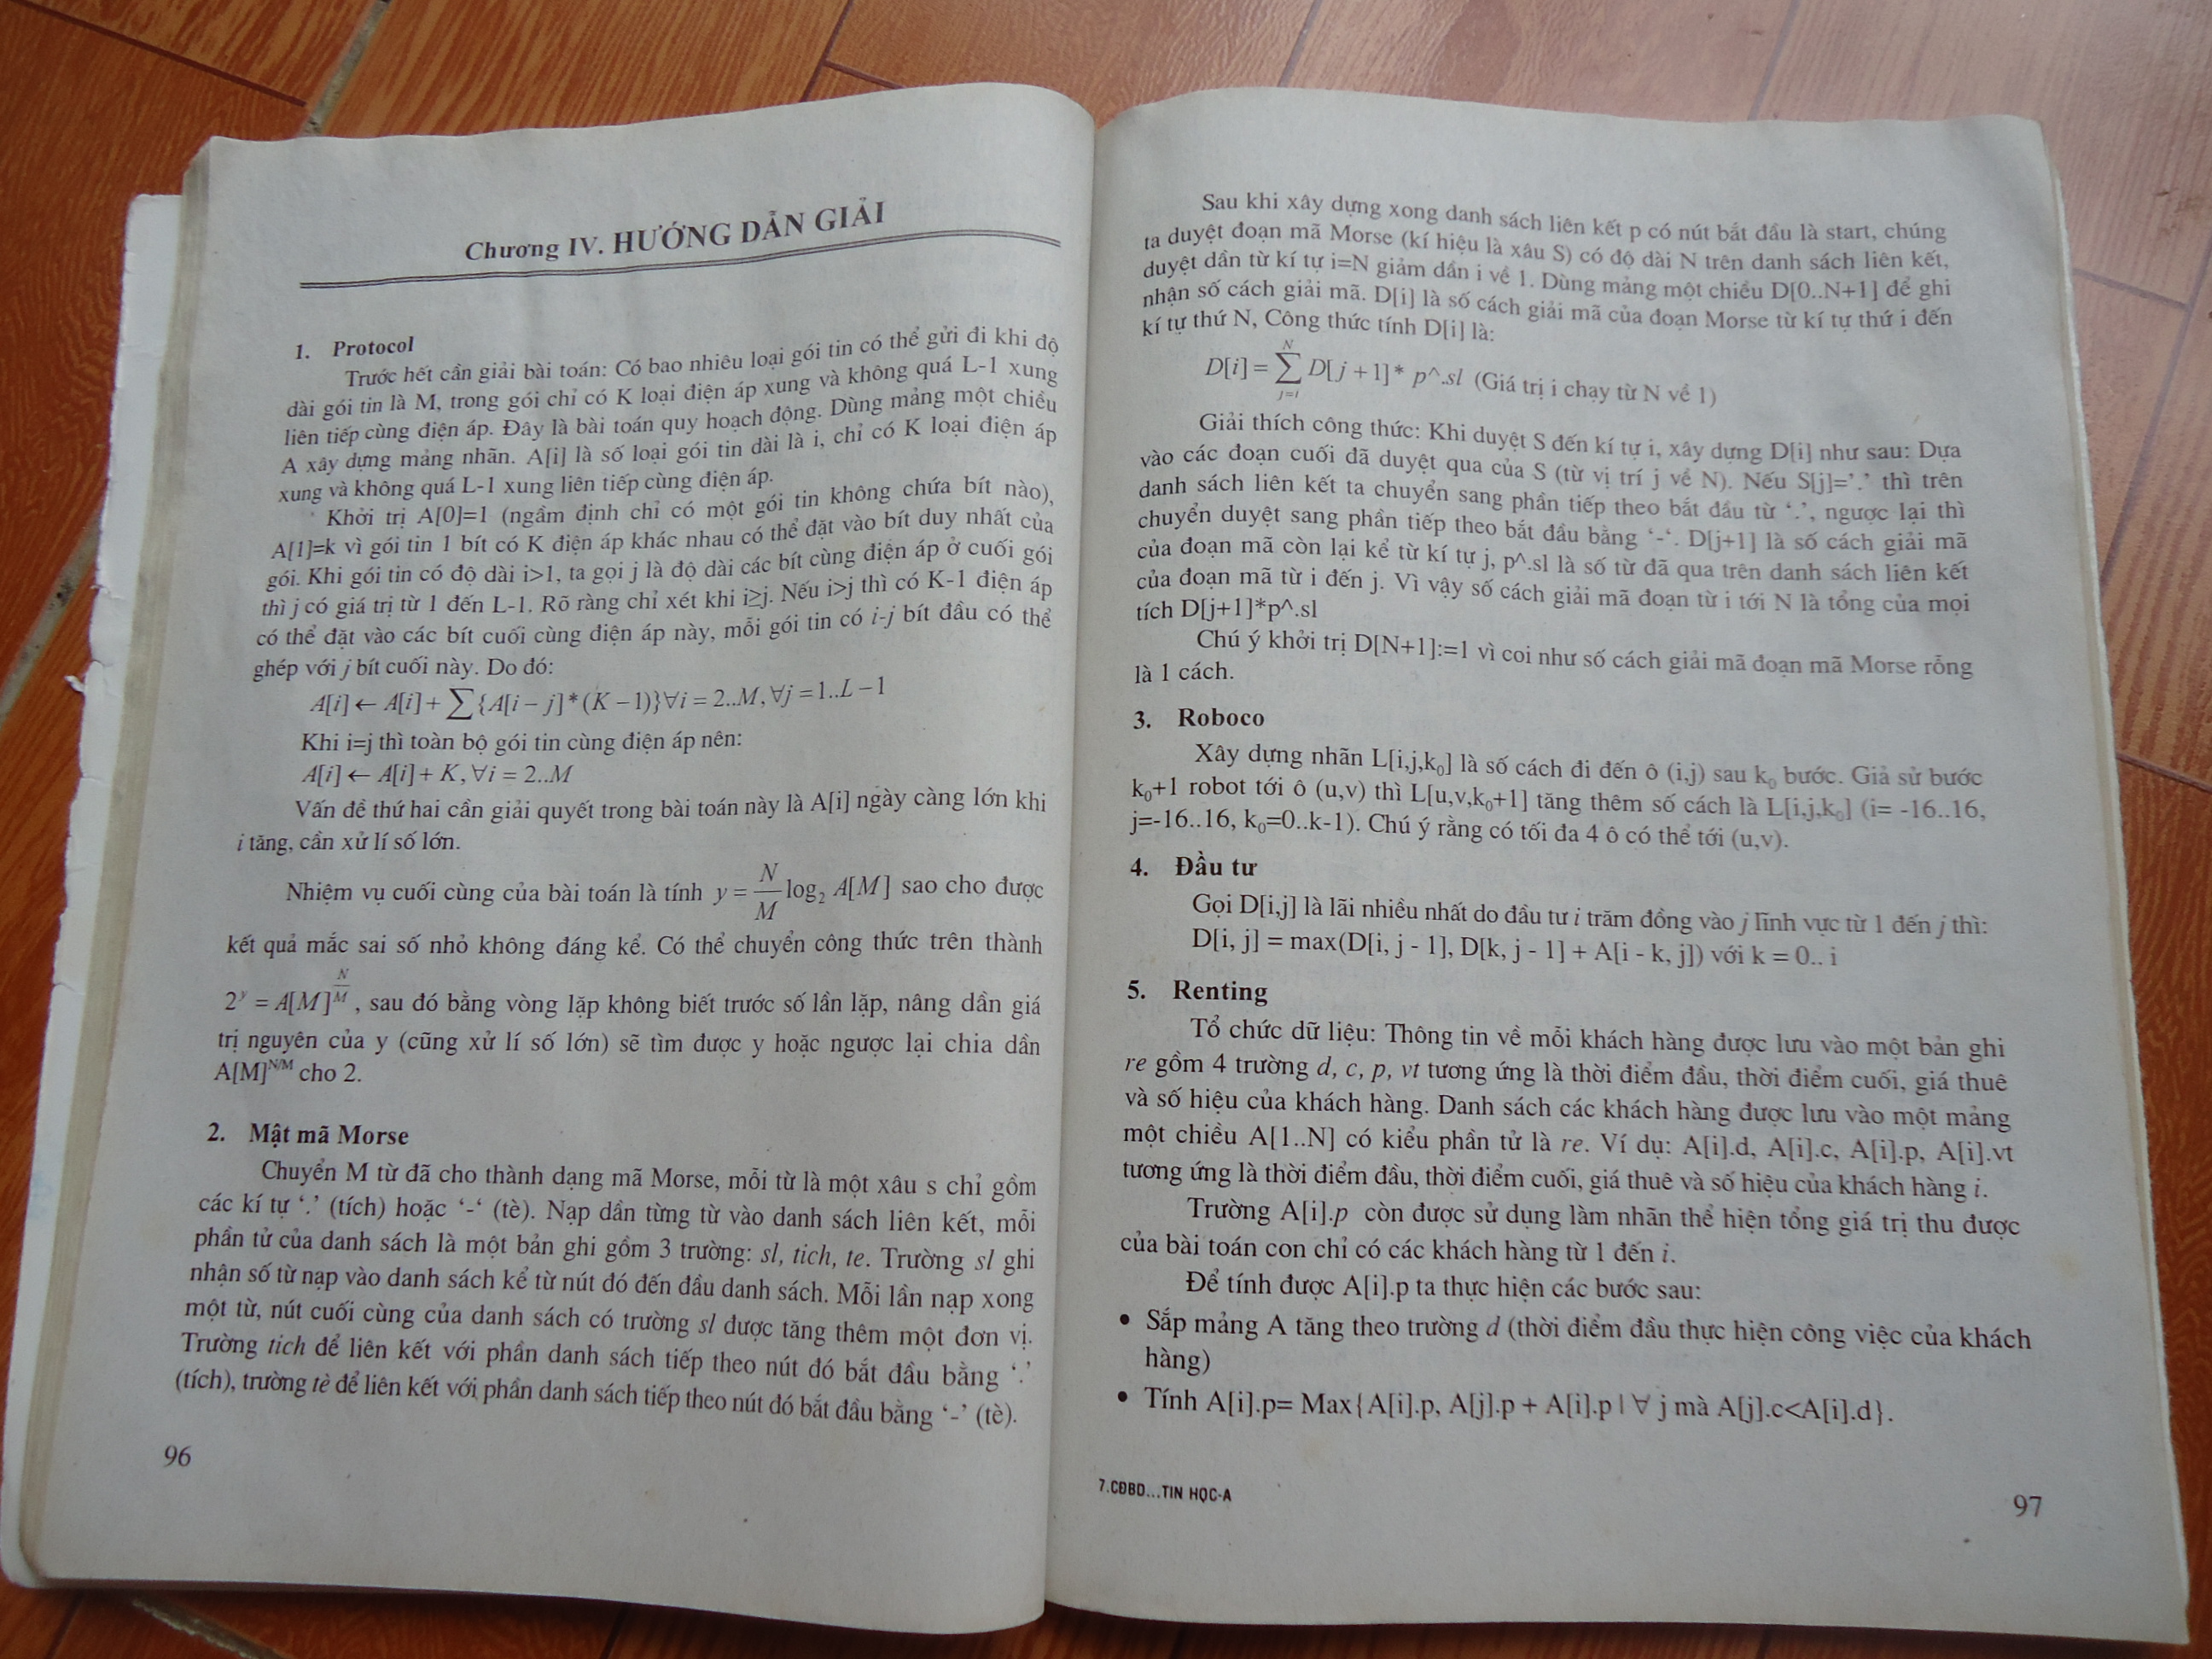 Chương IV. HƯỚNG DẪN GIẢI
1. Protocol
Trước hết cần giải bài toán: Có bao nhiêu loại gói tin có thể gửi đi khi độ
dài gói tin là M, trong gói chỉ có K loại điện áp xung và không quá L-1 xung
liên tiếp cùng điện áp. Đây là bài toán quy hoạch động. Dùng mảng một chiều
A xây dựng mảng nhãn. A[i] là số loại gói tin dài là i, chỉ có K loại điện áp
xung và không quá L-1 xung liên tiếp cùng điện áp.
Khởi trị A[0]=1 (ngầm định chỉ có một gói tin không chứa bít nào),
A[1]=k vì gói tin 1 bít có K điện áp khác nhau có thể đặt vào bít duy nhất của
gói. Khi gói tin có độ dài i>1, ta gọi j là độ dài các bít cùng điện áp ở cuối gói
thì j có giá trị từ 1 đến L-1. Rõ ràng chỉ xét khi i≥j. Nếu i>j thì có K-1 điện áp
có thể đặt vào các bít cuối cùng điện áp này, mỗi gói tin có i-j bít đầu có thể
ghép với j bít cuối này. Do đó:
A[i] ← A[i] + ∑{A[i − j] * (K − 1)}∀i = 2..M, ∀j = 1..L − 1
Khi i=j thì toàn bộ gói tin cùng điện áp nên:
A[i] ← A[i] + K, ∀i = 2..M
Vấn đề thứ hai cần giải quyết trong bài toán này là A[i] ngày càng lớn khi
i tăng, cần xử lí số lớn.
Nhiệm vụ cuối cùng của bài toán là tính y = N/M log₂ A[M] sao cho được
kết quả mắc sai số nhỏ không đáng kể. Có thể chuyển công thức trên thành
2^y = A[M]^(N/M), sau đó bằng vòng lặp không biết trước số lần lặp, nâng dần giá
trị nguyên của y (cũng xử lí số lớn) sẽ tìm được y hoặc ngược lại chia dần
A[M]^N/M cho 2.
2. Mật mã Morse
Chuyển M từ đã cho thành dạng mã Morse, mỗi từ là một xâu s chỉ gồm
các kí tự ‘.’ (tích) hoặc ‘-‘ (tè). Nạp dần từng từ vào danh sách liên kết, mỗi
phần tử của danh sách là một bản ghi gồm 3 trường: sl, tich, te. Trường sl ghi
nhận số từ nạp vào danh sách kể từ nút đó đến đầu danh sách. Mỗi lần nạp xong
một từ, nút cuối cùng của danh sách có trường sl được tăng thêm một đơn vị.
Trường tich để liên kết với phần danh sách tiếp theo nút đó bắt đầu bằng ‘.’
(tích), trường tè để liên kết với phần danh sách tiếp theo nút đó bắt đầu bằng ‘-’ (tè).
96
Sau khi xây dựng xong danh sách liên kết p có nút bắt đầu là start, chúng
ta duyệt đoạn mã Morse (kí hiệu là xâu S) có độ dài N trên danh sách liên kết,
duyệt dần từ kí tự i=N giảm dần i về 1. Dùng mảng một chiều D[0..N+1] để ghi
nhận số cách giải mã. D[i] là số cách giải mã của đoạn Morse từ kí tự thứ i đến
kí tự thứ N, Công thức tính D[i] là:
D[i] = ∑_{j=i}^{N} D[j + 1] * p^.sl (Giá trị i chạy từ N về 1)
Giải thích công thức: Khi duyệt S đến kí tự i, xây dựng D[i] như sau: Dựa
vào các đoạn cuối đã duyệt qua của S (từ vị trí j về N). Nếu S[j]=’.’ thì trên
danh sách liên kết ta chuyển sang phần tiếp theo bắt đầu từ ‘.’, ngược lại thì
chuyển duyệt sang phần tiếp theo bắt đầu bằng ‘-‘. D[j+1] là số cách giải mã
của đoạn mã còn lại kể từ kí tự j, p^.sl là số từ đã qua trên danh sách liên kết
của đoạn mã từ i đến j. Vì vậy số cách giải mã đoạn từ i tới N là tổng của mọi
tích D[j+1]*p^.sl
Chú ý khởi trị D[N+1]:=1 vì coi như số cách giải mã đoạn mã Morse rỗng
là 1 cách.
3. Roboco
Xây dựng nhãn L[i,j,k₀] là số cách đi đến ô (i,j) sau k₀ bước. Giả sử bước
k₀+1 robot tới ô (u,v) thì L[u,v,k₀+1] tăng thêm số cách là L[i,j,k₀] (i= -16..16,
j=-16..16, k₀=0..k-1). Chú ý rằng có tối đa 4 ô có thể tới (u,v).
4. Đầu tư
Gọi D[i,j] là lãi nhiều nhất do đầu tư i trăm đồng vào j lĩnh vực từ 1 đến j thì:
D[i, j] = max(D[i, j - 1], D[k, j - 1] + A[i - k, j]) với k = 0.. i
5. Renting
Tổ chức dữ liệu: Thông tin về mỗi khách hàng được lưu vào một bản ghi
re gồm 4 trường d, c, p, vt tương ứng là thời điểm đầu, thời điểm cuối, giá thuê
và số hiệu của khách hàng. Danh sách các khách hàng được lưu vào một mảng
một chiều A[1..N] có kiểu phần tử là re. Ví dụ: A[i].d, A[i].c, A[i].p, A[i].vt
tương ứng là thời điểm đầu, thời điểm cuối, giá thuê và số hiệu của khách hàng i.
Trường A[i].p còn được sử dụng làm nhãn thể hiện tổng giá trị thu được
của bài toán con chỉ có các khách hàng từ 1 đến i.
Để tính được A[i].p ta thực hiện các bước sau:
• Sắp mảng A tăng theo trường d (thời điểm đầu thực hiện công việc của khách
hàng)
• Tính A[i].p= Max{A[i].p, A[j].p + A[i].p | ∀ j mà A[j].c<A[i].d}.
7.CĐBD...TIN HỌC-A
97